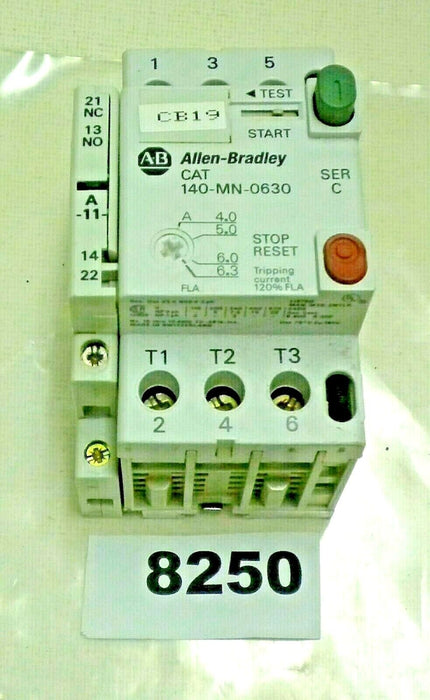 1 3 5
21
NC
13
NO
A
-11-
14
22
◄ TEST
CB19
START
I
AB Allen-Bradley
CAT
140-MN-0630
SER
C
A 4.0
5.0
6.0
6.3
FLA
STOP
RESET
Tripping
current
120% FLA
T1 T2 T3
2 4 6
8250